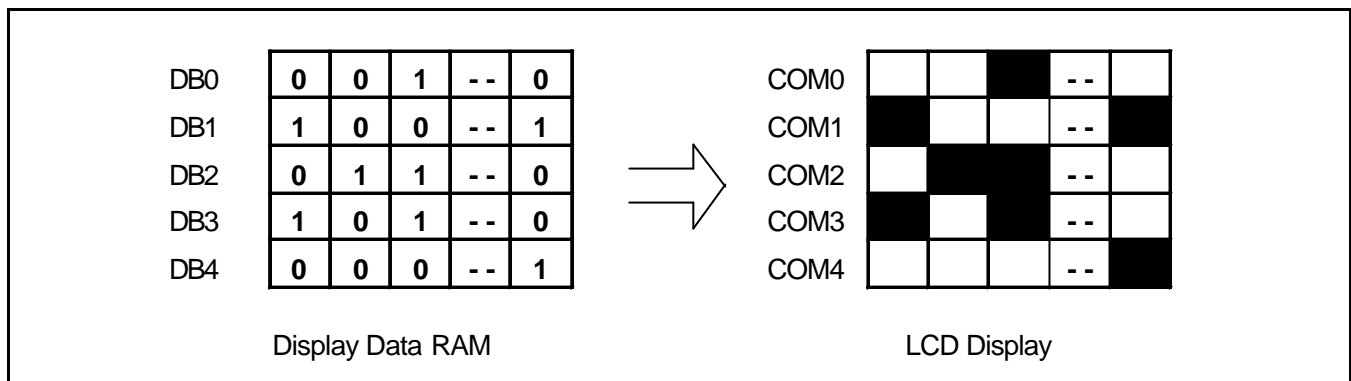 DB0 0 0 1 - - 0 COM0 - -
DB1 1 0 0 - - 1 COM1 - -
DB2 0 1 1 - - 0 COM2 - -
DB3 1 0 1 - - 0 COM3 - -
DB4 0 0 0 - - 1 COM4 - -
Display Data RAM LCD Display